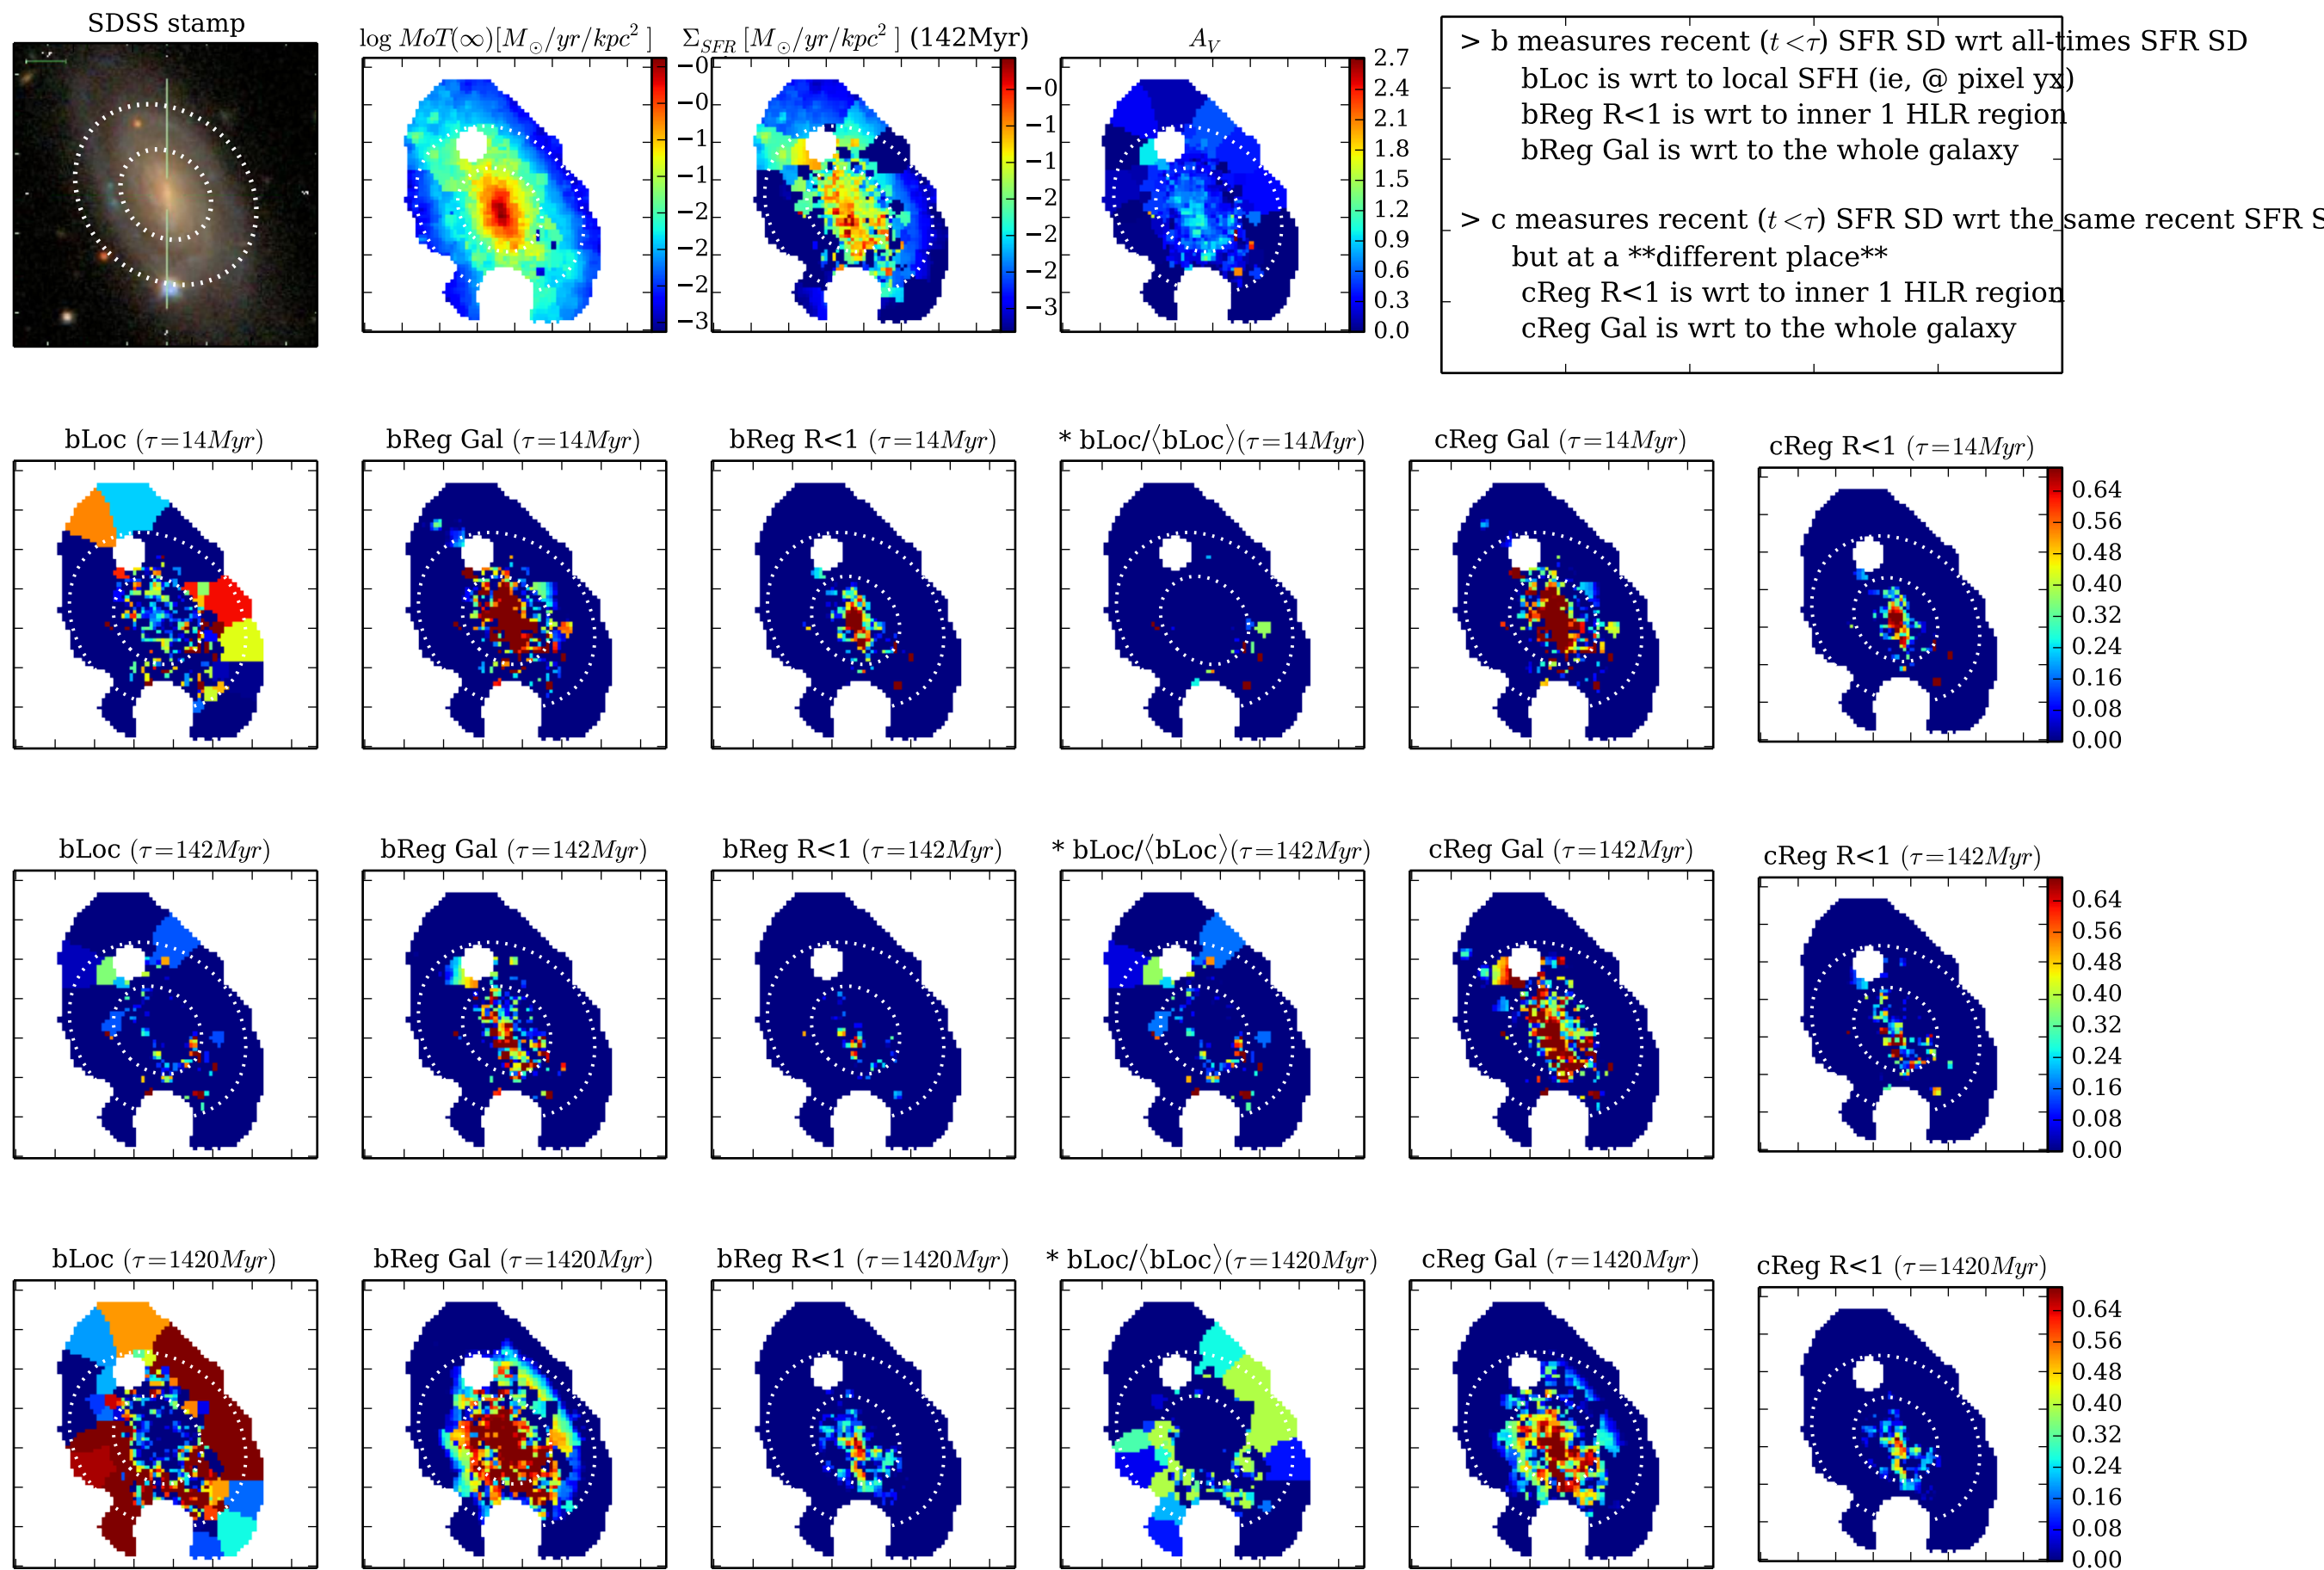 SDSS stamp
log MoT(∞)[M⊙/yr/kpc² ]
Σ_SFR [M⊙/yr/kpc² ] (142Myr)
A_V
−0
−0
−1
−1
−2
−2
−2
−3
−0
−1
−1
−2
−2
−2
−3
2.7
2.4
2.1
1.8
1.5
1.2
0.9
0.6
0.3
0.0
> b measures recent (t<τ) SFR SD wrt all-times SFR SD
bLoc is wrt to local SFH (ie, @ pixel yx)
bReg R<1 is wrt to inner 1 HLR region
bReg Gal is wrt to the whole galaxy
> c measures recent (t<τ) SFR SD wrt the same recent SFR S
but at a **different place**
cReg R<1 is wrt to inner 1 HLR region
cReg Gal is wrt to the whole galaxy
bLoc (τ=14Myr)
bReg Gal (τ=14Myr)
bReg R<1 (τ=14Myr)
* bLoc/⟨bLoc⟩(τ=14Myr)
cReg Gal (τ=14Myr)
cReg R<1 (τ=14Myr)
0.64
0.56
0.48
0.40
0.32
0.24
0.16
0.08
0.00
bLoc (τ=142Myr)
bReg Gal (τ=142Myr)
bReg R<1 (τ=142Myr)
* bLoc/⟨bLoc⟩(τ=142Myr)
cReg Gal (τ=142Myr)
cReg R<1 (τ=142Myr)
0.64
0.56
0.48
0.40
0.32
0.24
0.16
0.08
0.00
bLoc (τ=1420Myr)
bReg Gal (τ=1420Myr)
bReg R<1 (τ=1420Myr)
* bLoc/⟨bLoc⟩(τ=1420Myr)
cReg Gal (τ=1420Myr)
cReg R<1 (τ=1420Myr)
0.64
0.56
0.48
0.40
0.32
0.24
0.16
0.08
0.00